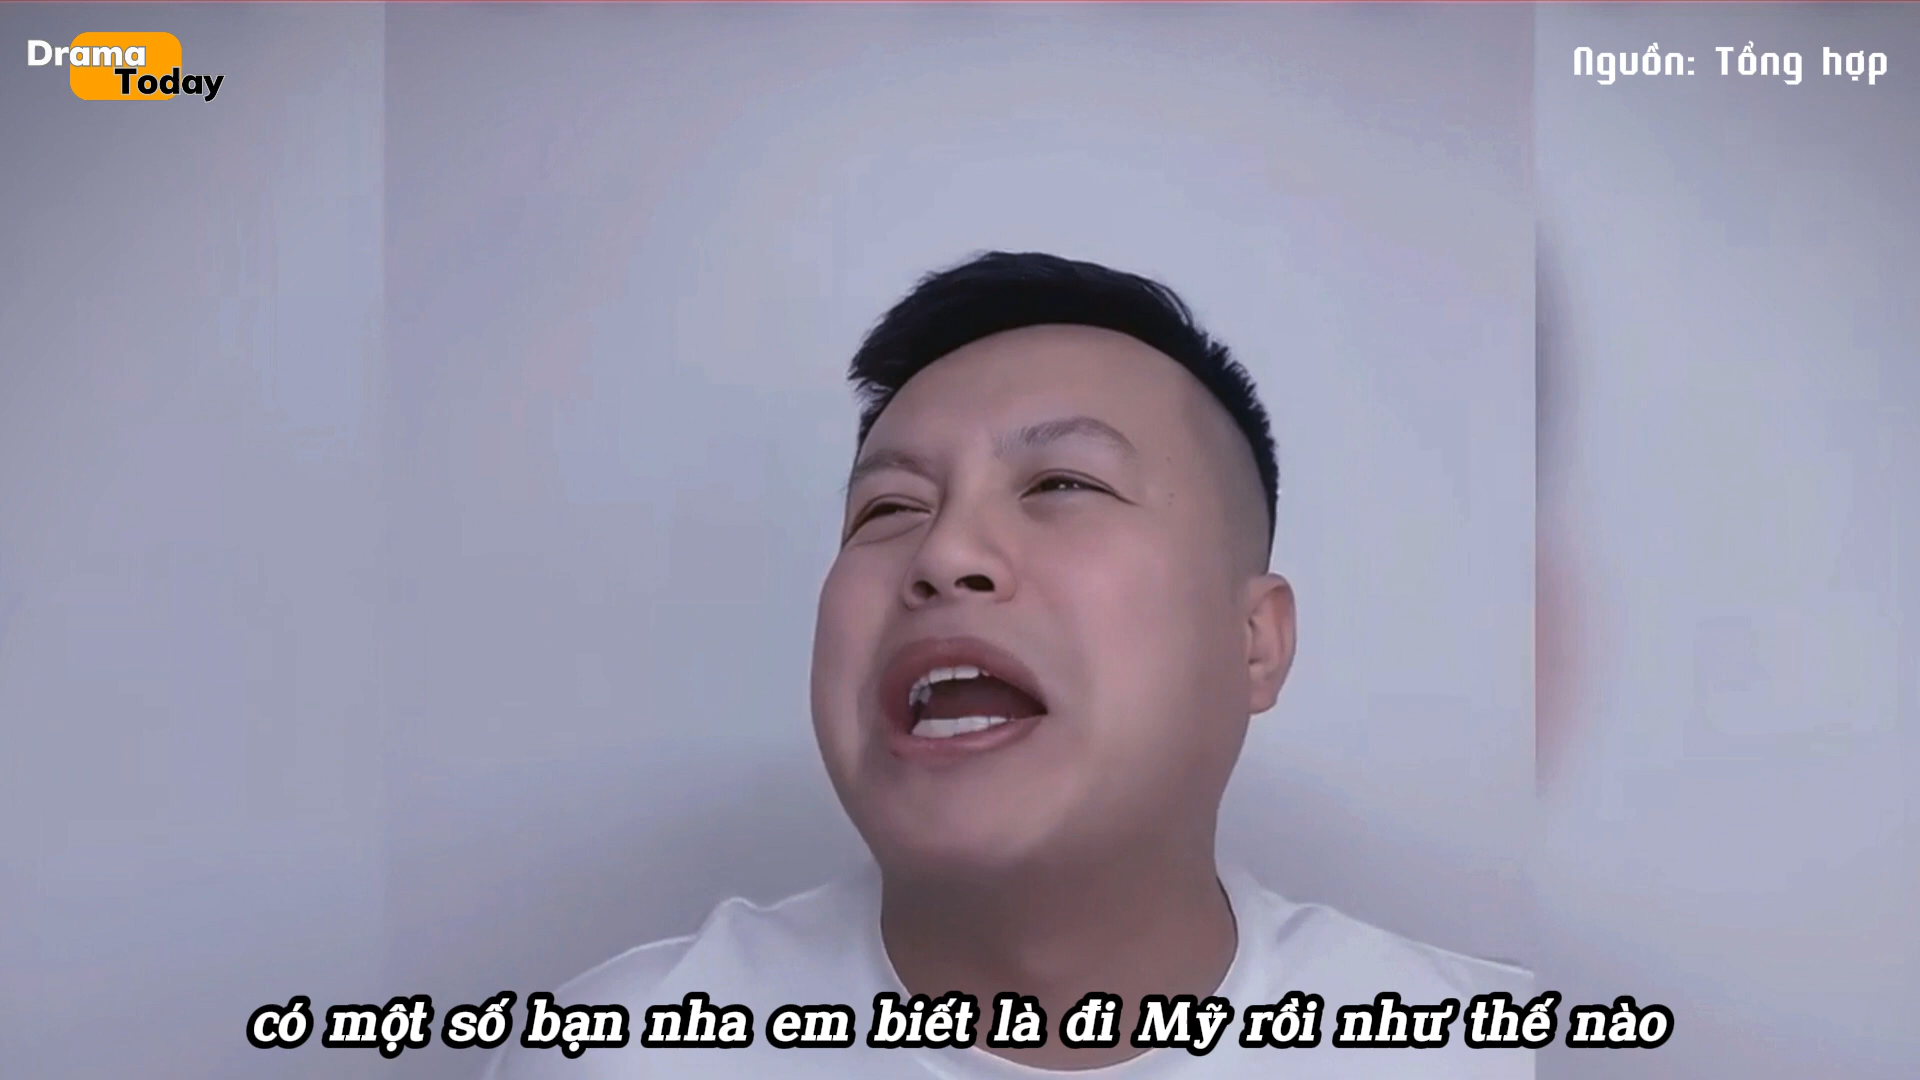 Drama
Today
Nguồn: Tổng hợp
có một số bạn nha em biết là đi Mỹ rồi như thế nào